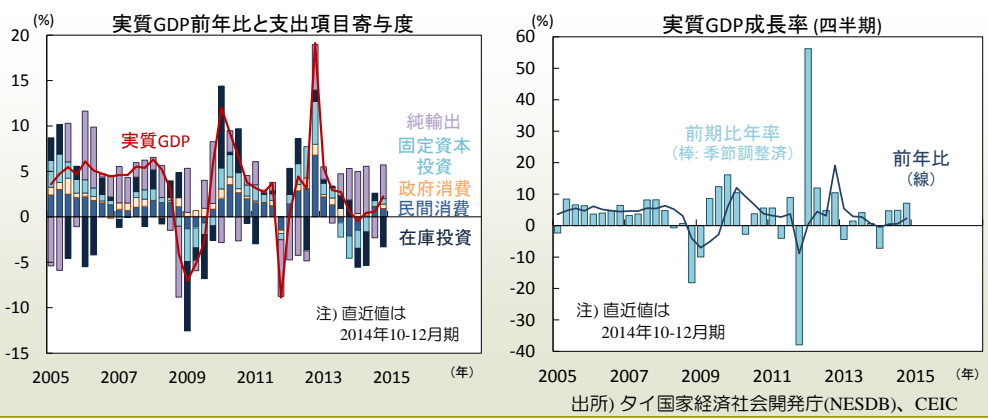 実質GDP前年比と支出項目寄与度
(%)
20
15
10
5
0
-5
-10
-15
実質GDP
純輸出
固定資本
投資
政府消費
民間消費
在庫投資
注) 直近値は
2014年10-12月期
2005
2007
2009
2011
2013
2015
(年)
実質GDP成長率 (四半期)
(%)
60
50
40
30
20
10
0
-10
-20
-30
-40
前期比年率
(棒: 季節調整済)
前年比
(線)
注) 直近値は
2014年10-12月期
2005
2007
2009
2011
2013
2015
(年)
出所) タイ国家経済社会開発庁(NESDB)、CEIC